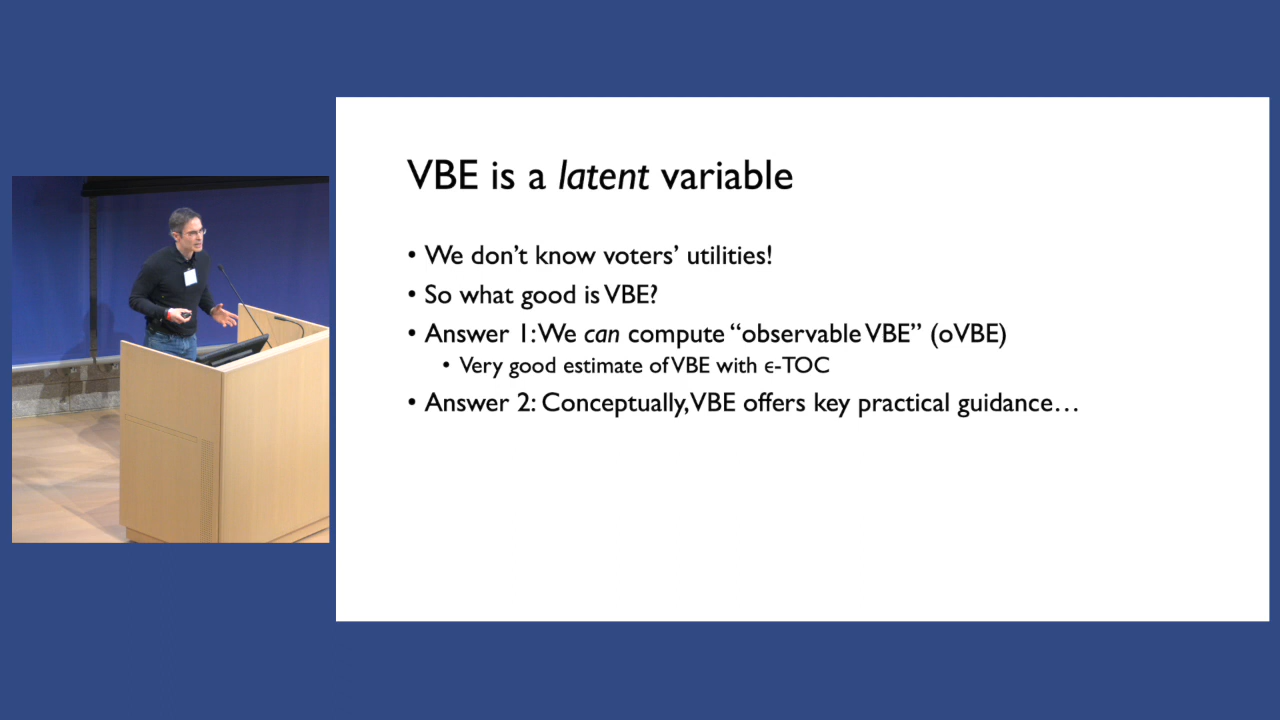 VBE is a latent variable
• We don't know voters' utilities!
• So what good is VBE?
• Answer 1: We can compute “observable VBE” (oVBE)
• Very good estimate of VBE with ϵ-TOC
• Answer 2: Conceptually, VBE offers key practical guidance…